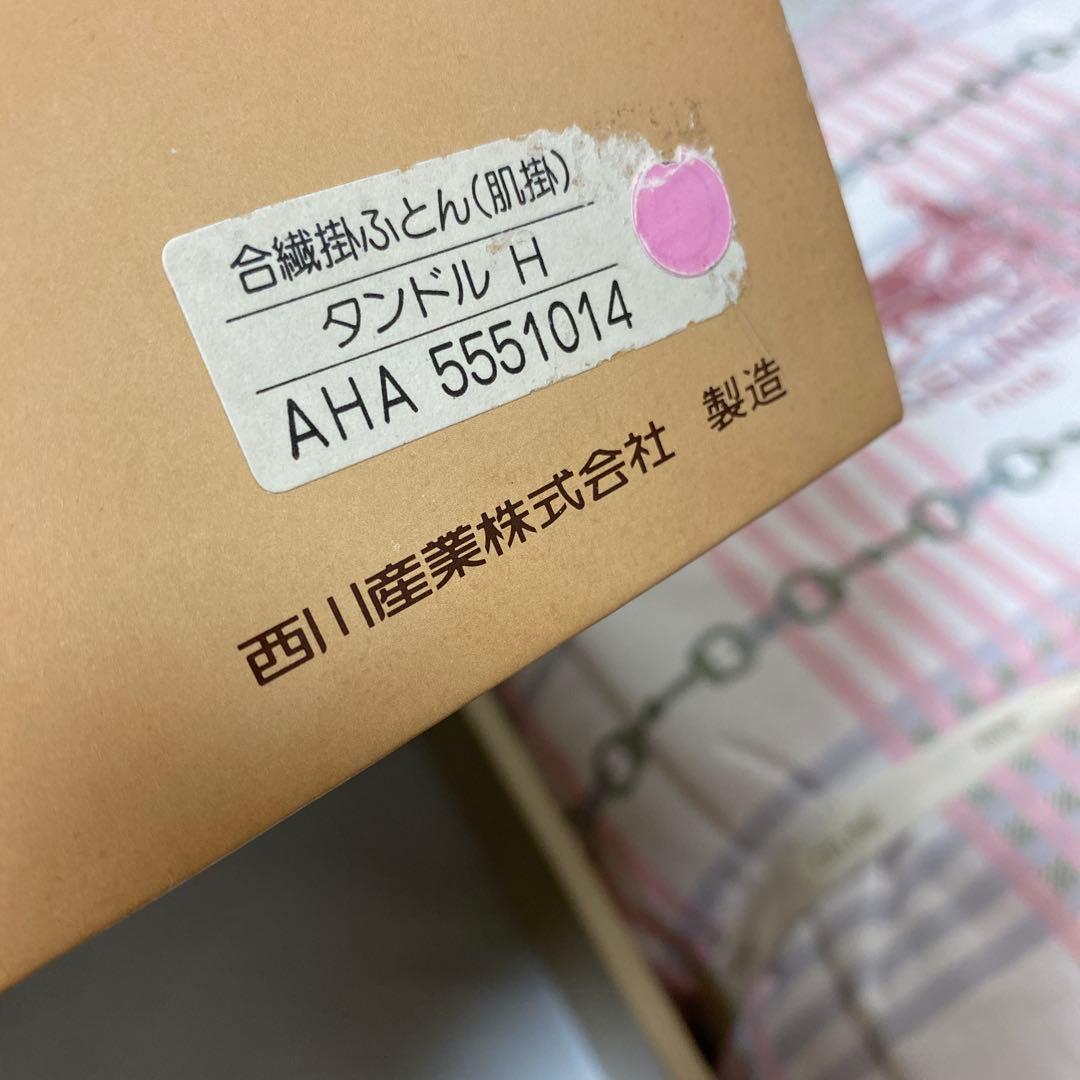 合繊掛ふとん(肌掛)
タンドル H
AHA 5551014
西川産業株式会社 製造